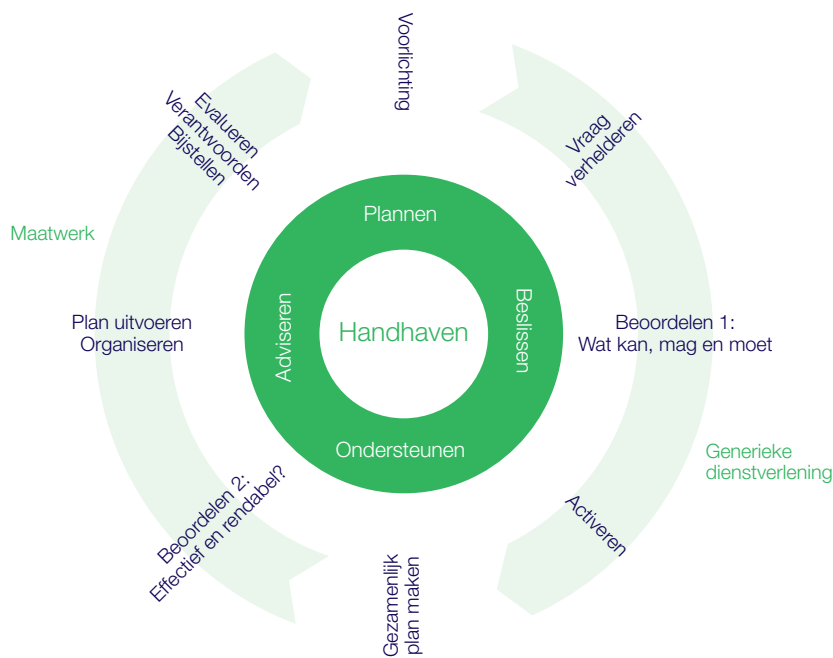 Voorlichting
Vraag
verhelderen
Beoordelen 1:
Wat kan, mag en moet
Generieke
dienstverlening
Activeren
Gezamenlijk
plan maken
Beoordelen 2:
Effectief en rendabel?
Plan uitvoeren
Organiseren
Maatwerk
Evalueren
Verantwoorden
Bijstellen
Plannen
Beslissen
Ondersteunen
Adviseren
Handhaven